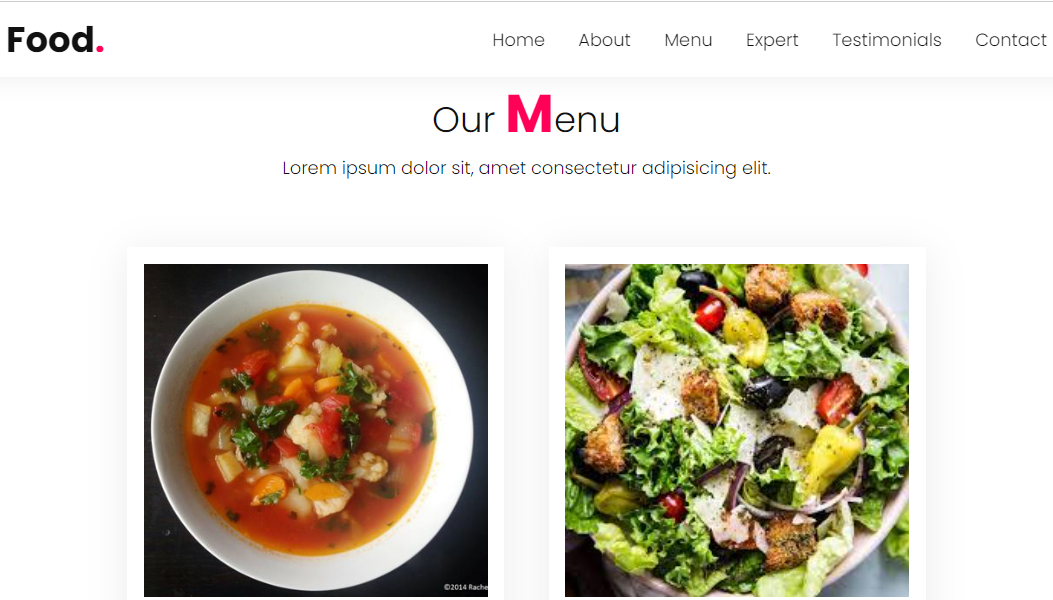 Food.
Home About Menu Expert Testimonials Contact
Our Menu
Lorem ipsum dolor sit, amet consectetur adipisicing elit.
©2014 Rache